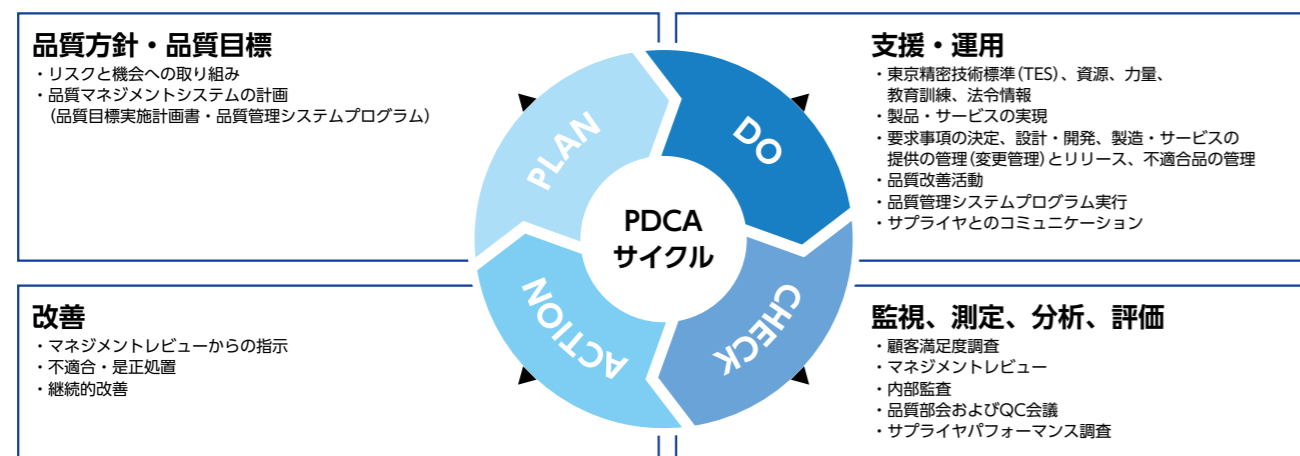 品質方針・品質目標
・リスクと機会への取り組み
・品質マネジメントシステムの計画
（品質目標実施計画書・品質管理システムプログラム）
支援・運用
・東京精密技術標準（TES）、資源、力量、
教育訓練、法令情報
・製品・サービスの実現
・要求事項の決定、設計・開発、製造・サービスの
提供の管理（変更管理）とリリース、不適合品の管理
・品質改善活動
・品質管理システムプログラム実行
・サプライヤとのコミュニケーション
PLAN
DO
PDCA
サイクル
ACTION
CHECK
改善
・マネジメントレビューからの指示
・不適合・是正処置
・継続的改善
監視、測定、分析、評価
・顧客満足度調査
・マネジメントレビュー
・内部監査
・品質部会およびQC会議
・サプライヤパフォーマンス調査